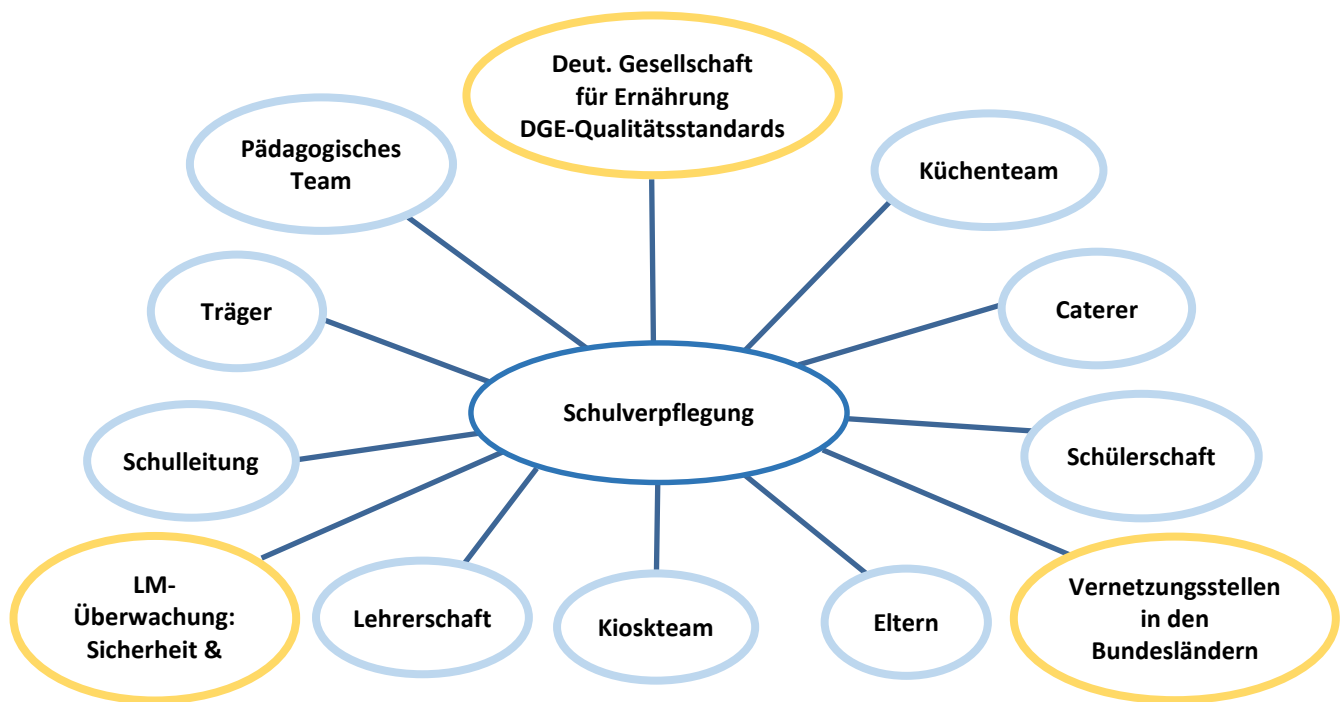 Deut. Gesellschaft
für Ernährung
DGE-Qualitätsstandards
Pädagogisches
Team
Küchenteam
Träger
Caterer
Schulverpflegung
Schulleitung
Schülerschaft
LM-
Überwachung:
Sicherheit &
Lehrerschaft
Kioskteam
Eltern
Vernetzungsstellen
in den
Bundesländern